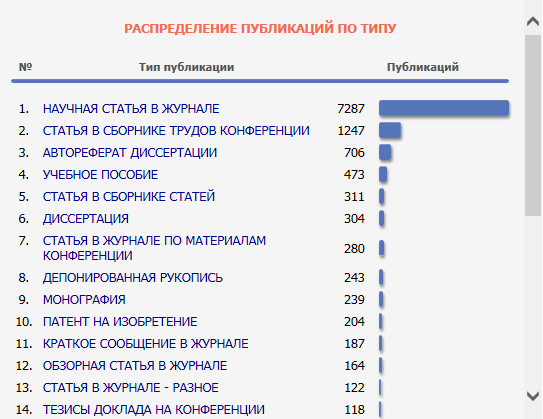 РАСПРЕДЕЛЕНИЕ ПУБЛИКАЦИЙ ПО ТИПУ
№ Тип публикации Публикаций
1. НАУЧНАЯ СТАТЬЯ В ЖУРНАЛЕ 7287
2. СТАТЬЯ В СБОРНИКЕ ТРУДОВ КОНФЕРЕНЦИИ 1247
3. АВТОРЕФЕРАТ ДИССЕРТАЦИИ 706
4. УЧЕБНОЕ ПОСОБИЕ 473
5. СТАТЬЯ В СБОРНИКЕ СТАТЕЙ 311
6. ДИССЕРТАЦИЯ 304
7. СТАТЬЯ В ЖУРНАЛЕ ПО МАТЕРИАЛАМ
КОНФЕРЕНЦИИ 280
8. ДЕПОНИРОВАННАЯ РУКОПИСЬ 243
9. МОНОГРАФИЯ 239
10. ПАТЕНТ НА ИЗОБРЕТЕНИЕ 204
11. КРАТКОЕ СООБЩЕНИЕ В ЖУРНАЛЕ 187
12. ОБЗОРНАЯ СТАТЬЯ В ЖУРНАЛЕ 164
13. СТАТЬЯ В ЖУРНАЛЕ - РАЗНОЕ 122
14. ТЕЗИСЫ ДОКЛАДА НА КОНФЕРЕНЦИИ 118